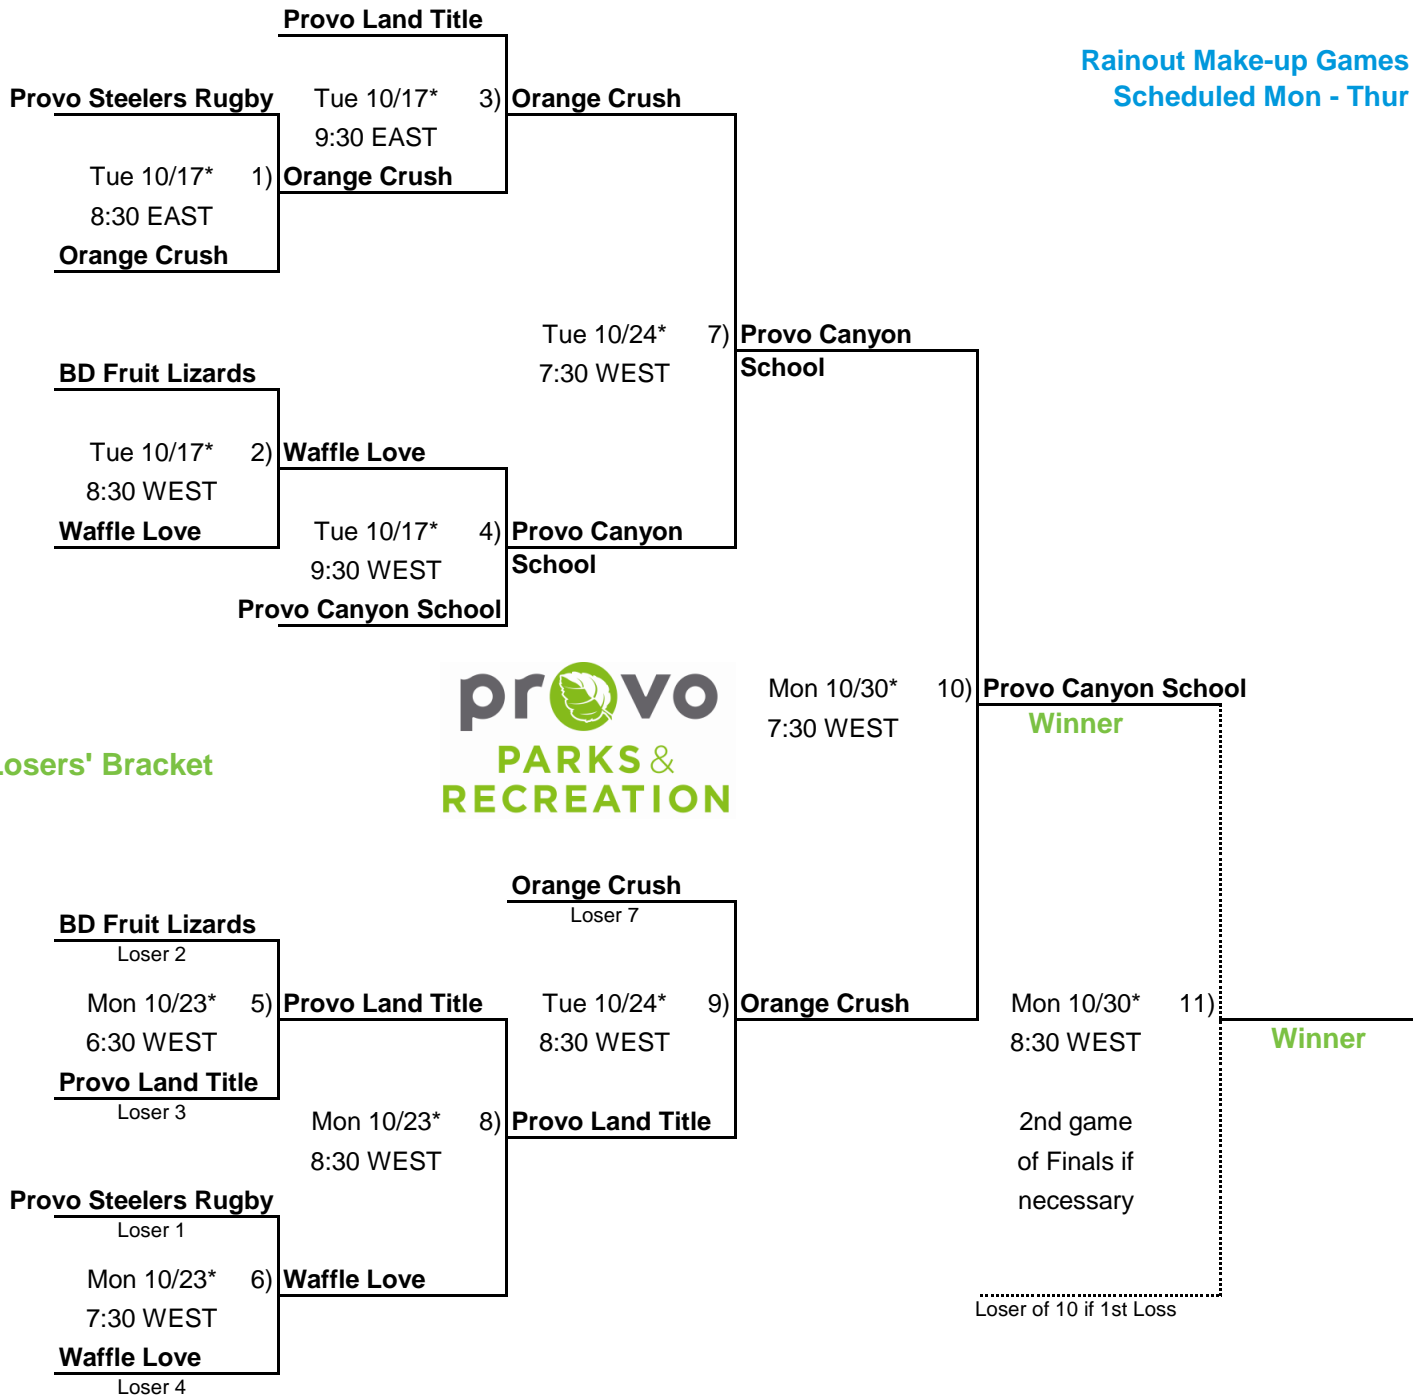 Provo Land Title
Rainout Make-up Games
Scheduled Mon - Thur
Provo Steelers Rugby
Tue 10/17*
3)
Orange Crush
9:30 EAST
Tue 10/17*
1)
Orange Crush
8:30 EAST
Orange Crush
Tue 10/24*
7)
Provo Canyon
School
7:30 WEST
BD Fruit Lizards
Tue 10/17*
2)
Waffle Love
8:30 WEST
Waffle Love
Tue 10/17*
4)
Provo Canyon
School
9:30 WEST
Provo Canyon School
provo
PARKS &
RECREATION
Mon 10/30*
10)
Provo Canyon School
7:30 WEST
Winner
Losers' Bracket
Orange Crush
Loser 7
BD Fruit Lizards
Loser 2
Mon 10/23*
5)
Provo Land Title
6:30 WEST
Provo Land Title
Loser 3
Tue 10/24*
9)
Orange Crush
8:30 WEST
Mon 10/30*
11)
8:30 WEST
Winner
Mon 10/23*
8)
Provo Land Title
8:30 WEST
2nd game
of Finals if
necessary
Provo Steelers Rugby
Loser 1
Mon 10/23*
6)
Waffle Love
7:30 WEST
Waffle Love
Loser 4
Loser of 10 if 1st Loss